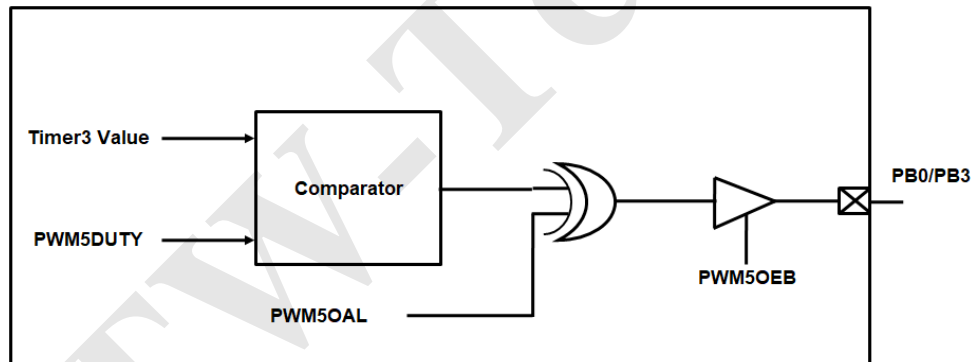 Timer3 Value
PB0/PB3
Comparator
PWM5DUTY
PWM5OEB
PWM5OAL